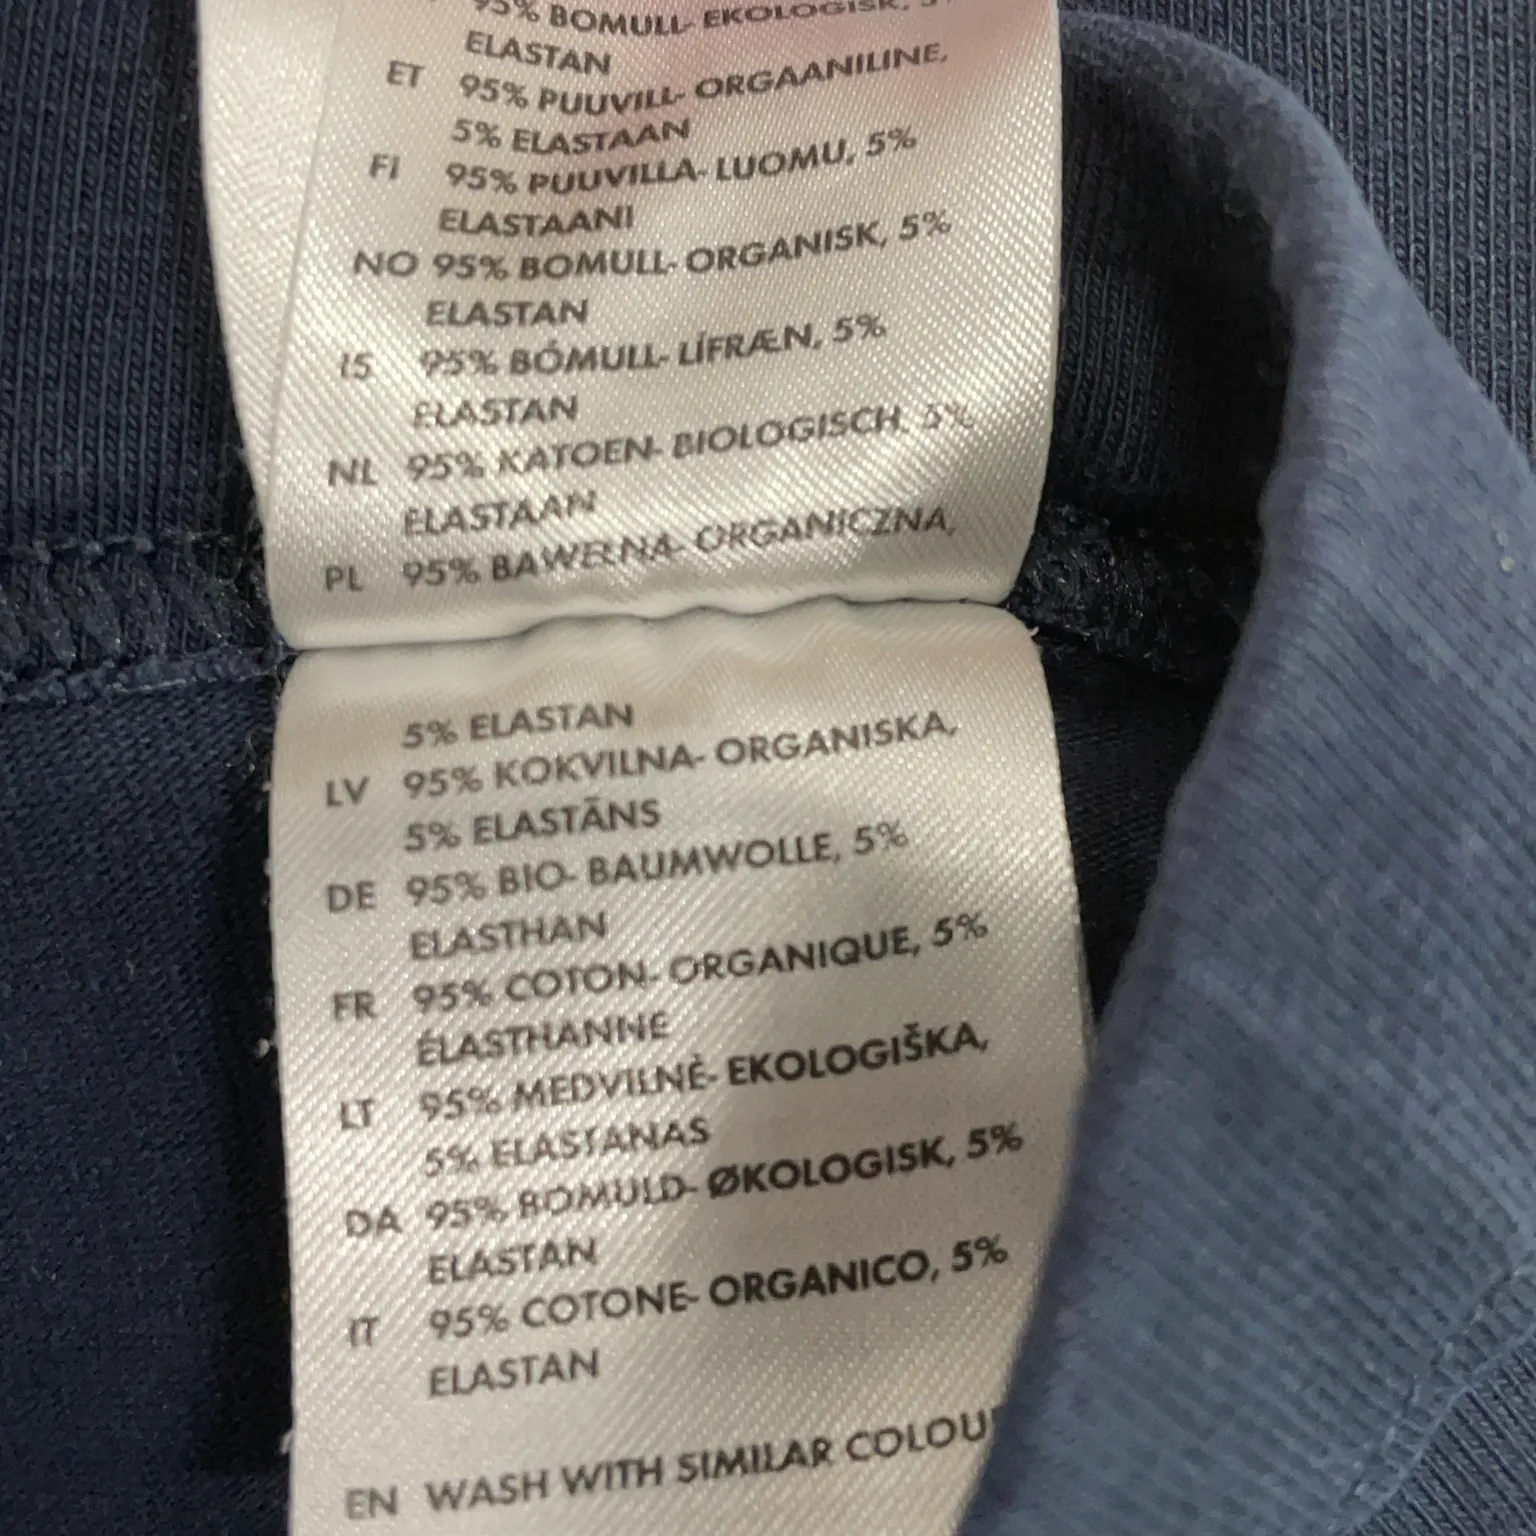 95% BOMULL- EKOLOGISK,
ELASTAN
ET 95% PUUVILL- ORGAANILINE,
5% ELASTAAN
FI 95% PUUVILLA- LUOMU, 5%
ELASTAANI
NO 95% BOMULL- ORGANISK, 5%
ELASTAN
IS 95% BÓMULL- LÍFRÆN, 5%
ELASTAN
NL 95% KATOEN- BIOLOGISCH, 5%
ELASTAAN
PL 95% BAWEŁNA- ORGANICZNA,
5% ELASTAN
LV 95% KOKVILNA- ORGANISKA,
5% ELASTĀNS
DE 95% BIO- BAUMWOLLE, 5%
ELASTHAN
FR 95% COTON- ORGANIQUE, 5%
ÉLASTHANNE
LT 95% MEDVILNĖ- EKOLOGIŠKA,
5% ELASTANAS
DA 95% BOMULD- ØKOLOGISK, 5%
ELASTAN
IT 95% COTONE- ORGANICO, 5%
ELASTAN
EN WASH WITH SIMILAR COLOU